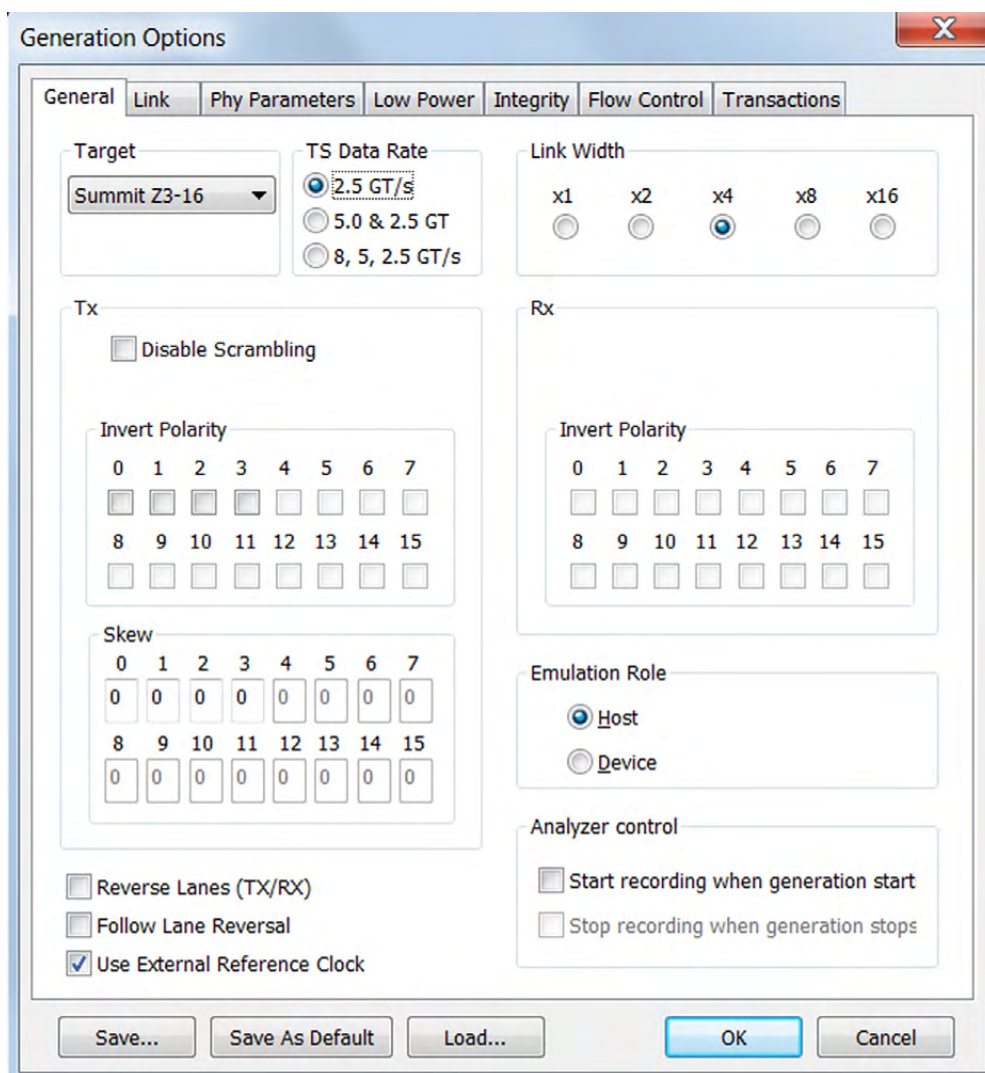 Generation Options
General Link Phy Parameters Low Power Integrity Flow Control Transactions
Target
Summit Z3-16
TS Data Rate
2.5 GT/s
5.0 & 2.5 GT
8, 5, 2.5 GT/s
Link Width
x1 x2 x4 x8 x16
Tx
Disable Scrambling
Invert Polarity
0 1 2 3 4 5 6 7
8 9 10 11 12 13 14 15
Skew
0 1 2 3 4 5 6 7
0 0 0 0 0 0 0 0
8 9 10 11 12 13 14 15
0 0 0 0 0 0 0 0
Rx
Invert Polarity
0 1 2 3 4 5 6 7
8 9 10 11 12 13 14 15
Emulation Role
Host
Device
Analyzer control
Start recording when generation start
Stop recording when generation stops
Reverse Lanes (TX/RX)
Follow Lane Reversal
Use External Reference Clock
Save... Save As Default Load... OK Cancel